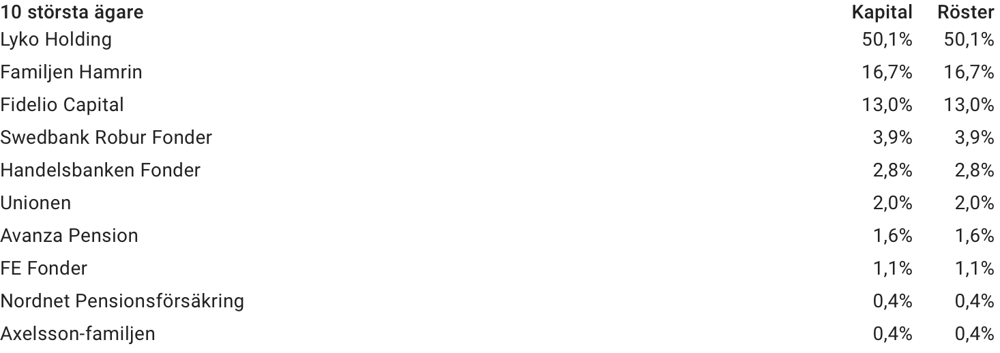 10 största ägare Kapital Röster
Lyko Holding 50,1% 50,1%
Familjen Hamrin 16,7% 16,7%
Fidelio Capital 13,0% 13,0%
Swedbank Robur Fonder 3,9% 3,9%
Handelsbanken Fonder 2,8% 2,8%
Unionen 2,0% 2,0%
Avanza Pension 1,6% 1,6%
FE Fonder 1,1% 1,1%
Nordnet Pensionsförsäkring 0,4% 0,4%
Axelsson-familjen 0,4% 0,4%